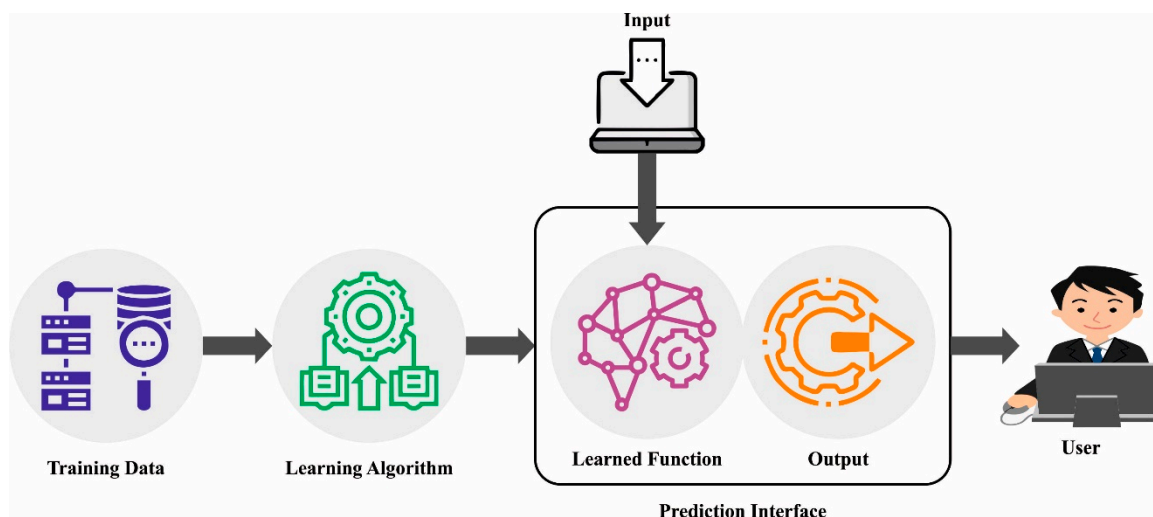 Input
Training Data
Learning Algorithm
Learned Function
Output
User
Prediction Interface